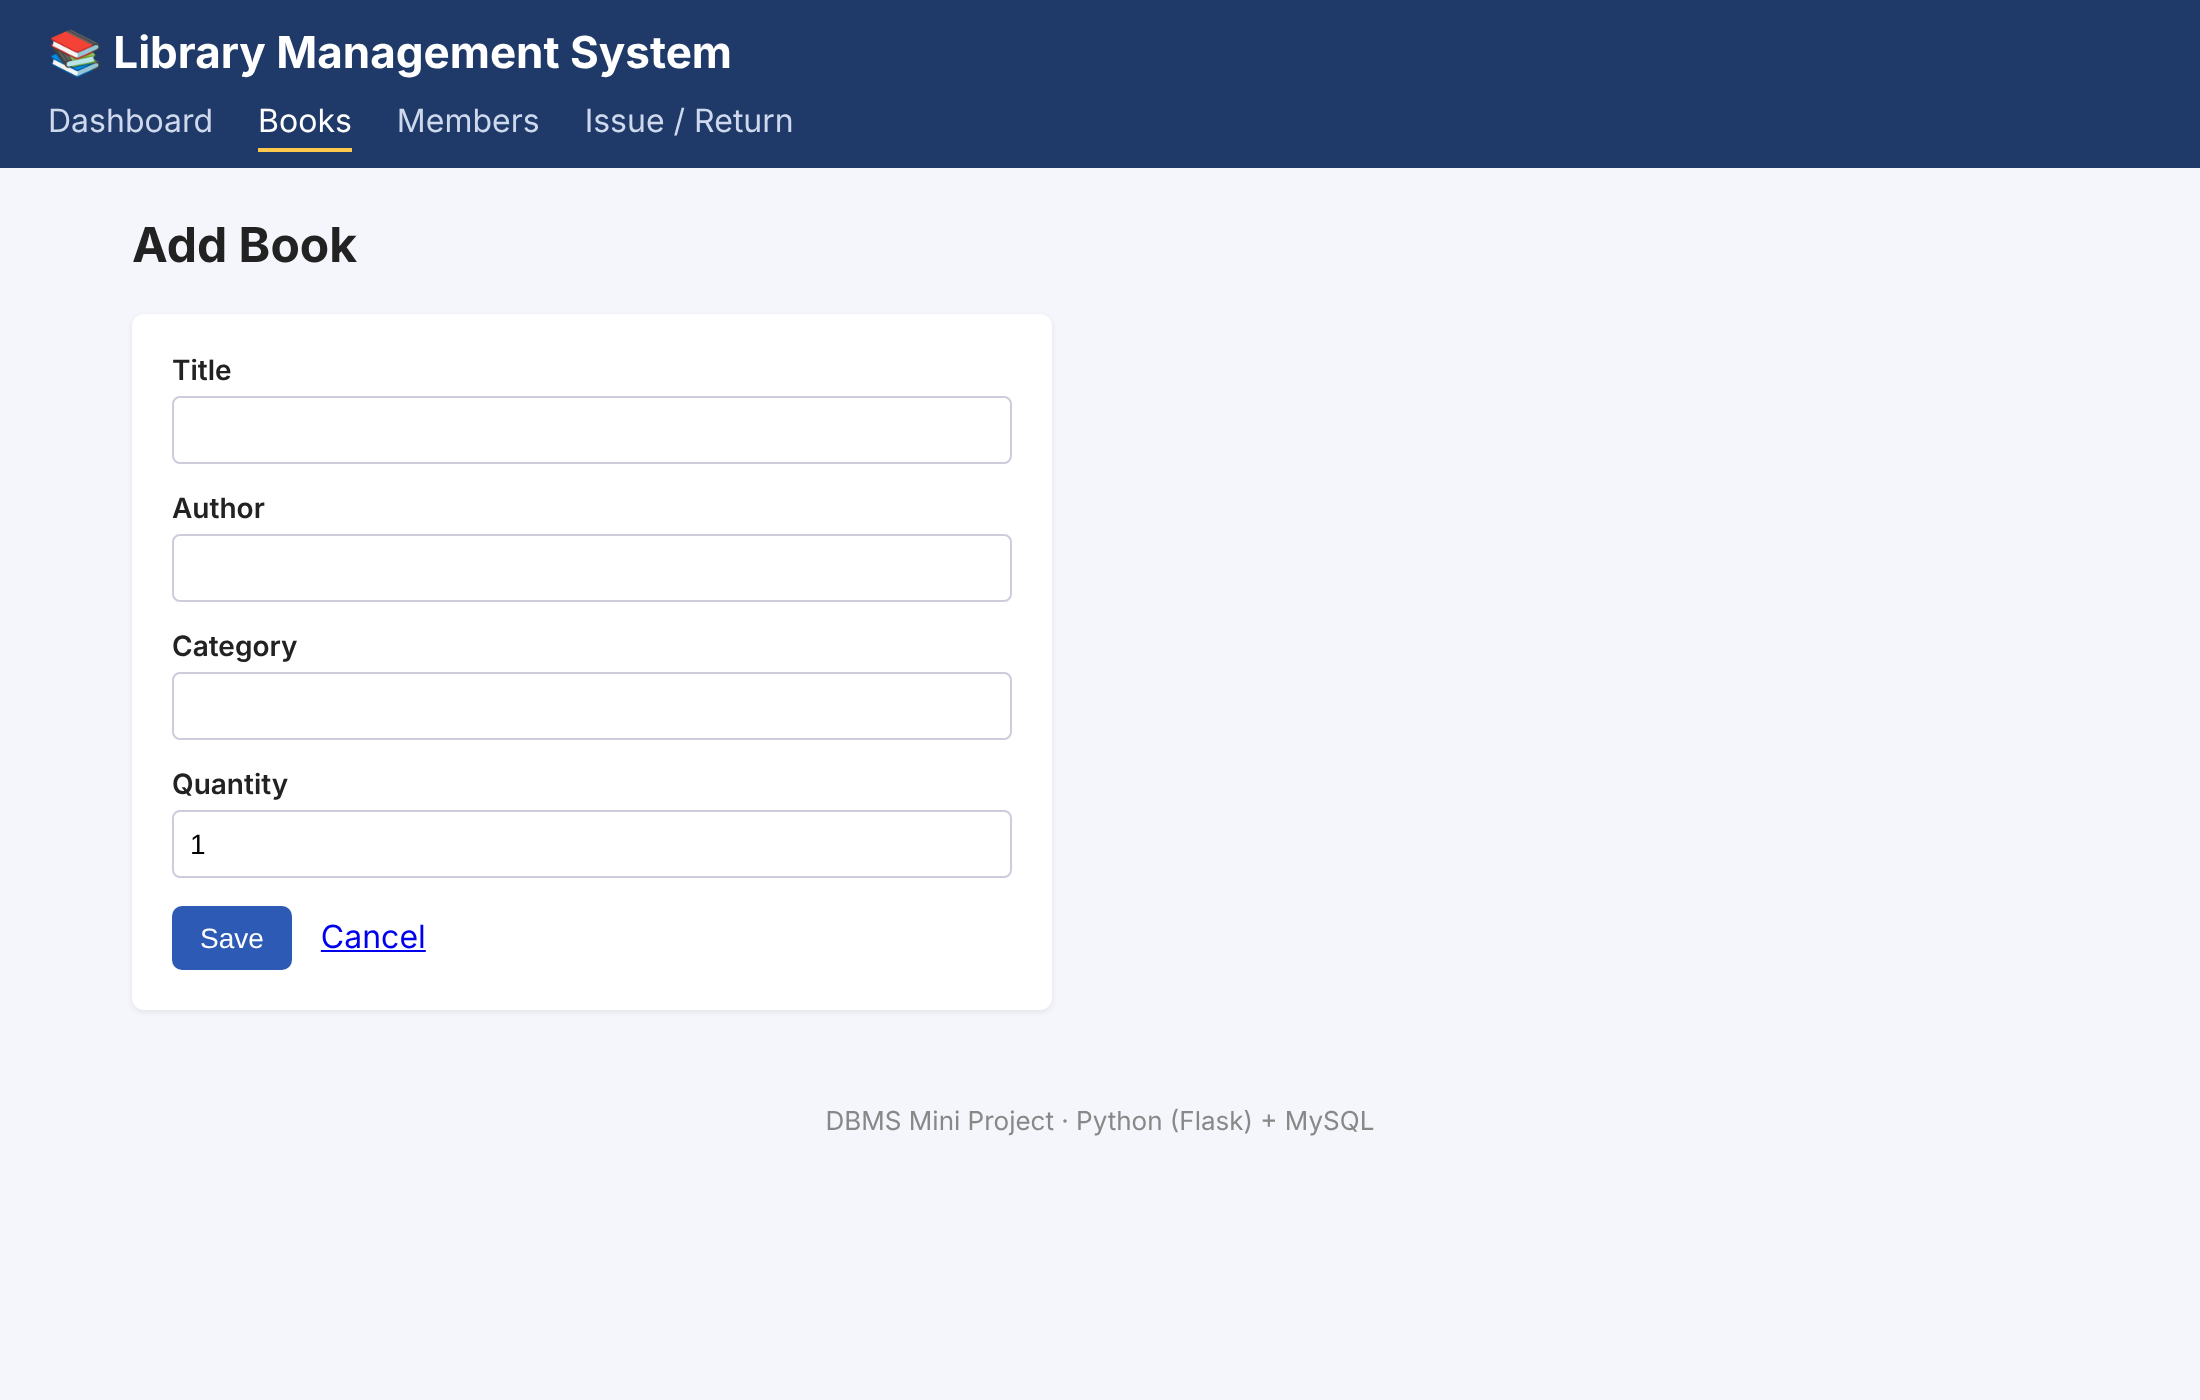 📚 Library Management System
Dashboard Books Members Issue / Return
Add Book
Title
Author
Category
Quantity
1
Save Cancel
DBMS Mini Project · Python (Flask) + MySQL